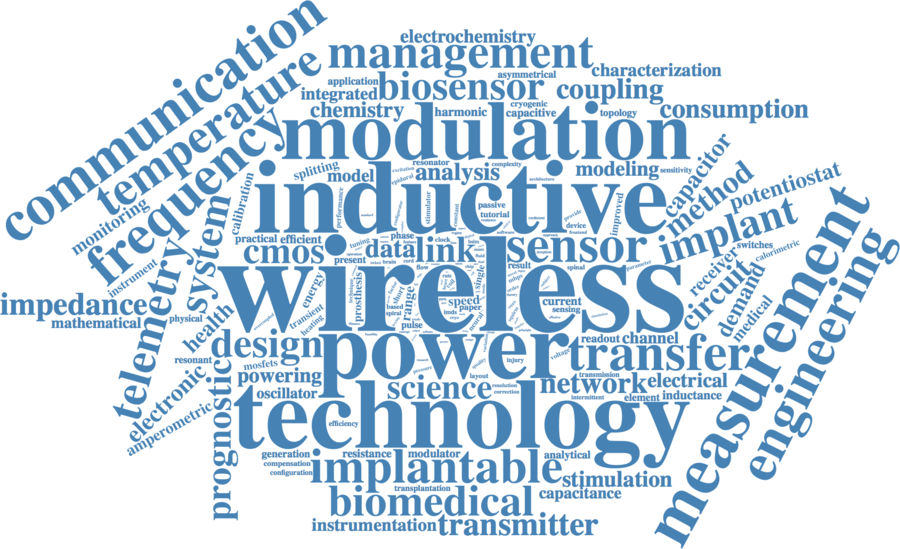 electrochemistry
management
asymmetrical
characterization
application
biosensor
coupling
integrated
chemistry
harmonic
cryogenic
capacitive
topology
consumption
communication
temperature
frequency
modulation
splitting
model
resonator
complexity
analysis
modeling
sensitivity
capacitor
method
potentiostat
monitoring
calibration
performance
inductive
architecture
stimulator
constant
passive
tutorial
device
provide
improved
implant
instrument
system
practical
efficient
cmos
present
tuning
phase
data
clock
link
sensor
result
spinal
parameter
receiver
switches
calorimetric
impedance
mathematical
telemetry
physical
health
energy
transient
heating
prosthesis
brain
cord
flow
short
based
spiral
range
pulse
wireless
speed
paper
single
neural
current
sensing
circuit
demand
medical
measurement
engineering
design
resonant
mosfets
powering
electronic
oscillator
amperometric
prognostic
power
injury
layout
voltage
readout
channel
transfer
transmission
science
resolution
correction
network
intermittent
electrical
element
inductance
technology
efficiency
generation
compensation
configuration
resistance
modulator
analytical
implantable
transplantation
stimulation
biomedical
capacitance
instrumentation
transmitter